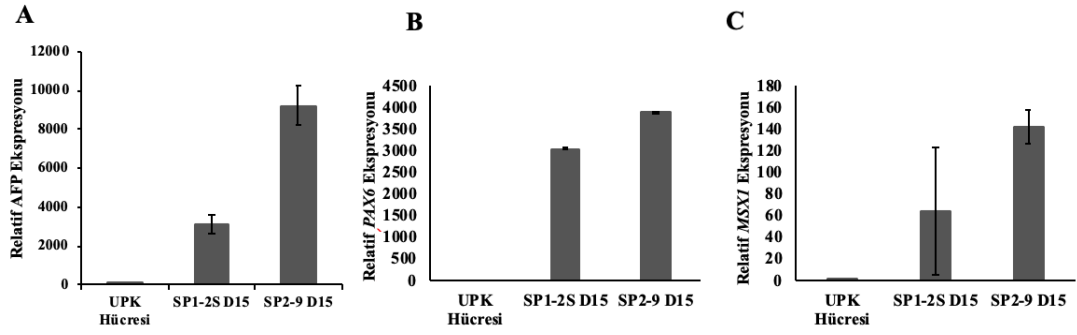 A
Relatif AFP Ekspresyonu
12000
10000
8000
6000
4000
2000
0
UPK Hücresi
SP1-2S D15
SP2-9 D15
B
Relatif PAX6 Ekspresyonu
4500
4000
3500
3000
2500
2000
1500
1000
500
0
UPK Hücresi
SP1-2S D15
SP2-9 D15
C
Relatif MSX1 Ekspresyonu
180
160
140
120
100
80
60
40
20
0
UPK Hücresi
SP1-2S D15
SP2-9 D15